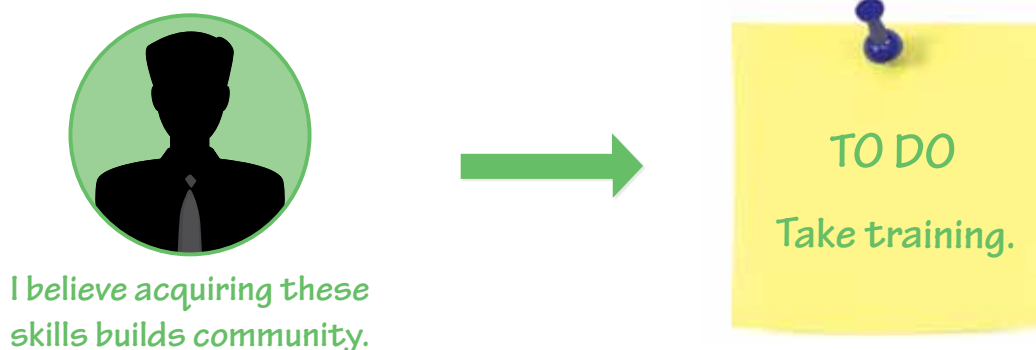 I believe acquiring these
skills builds community.
TO DO
Take training.